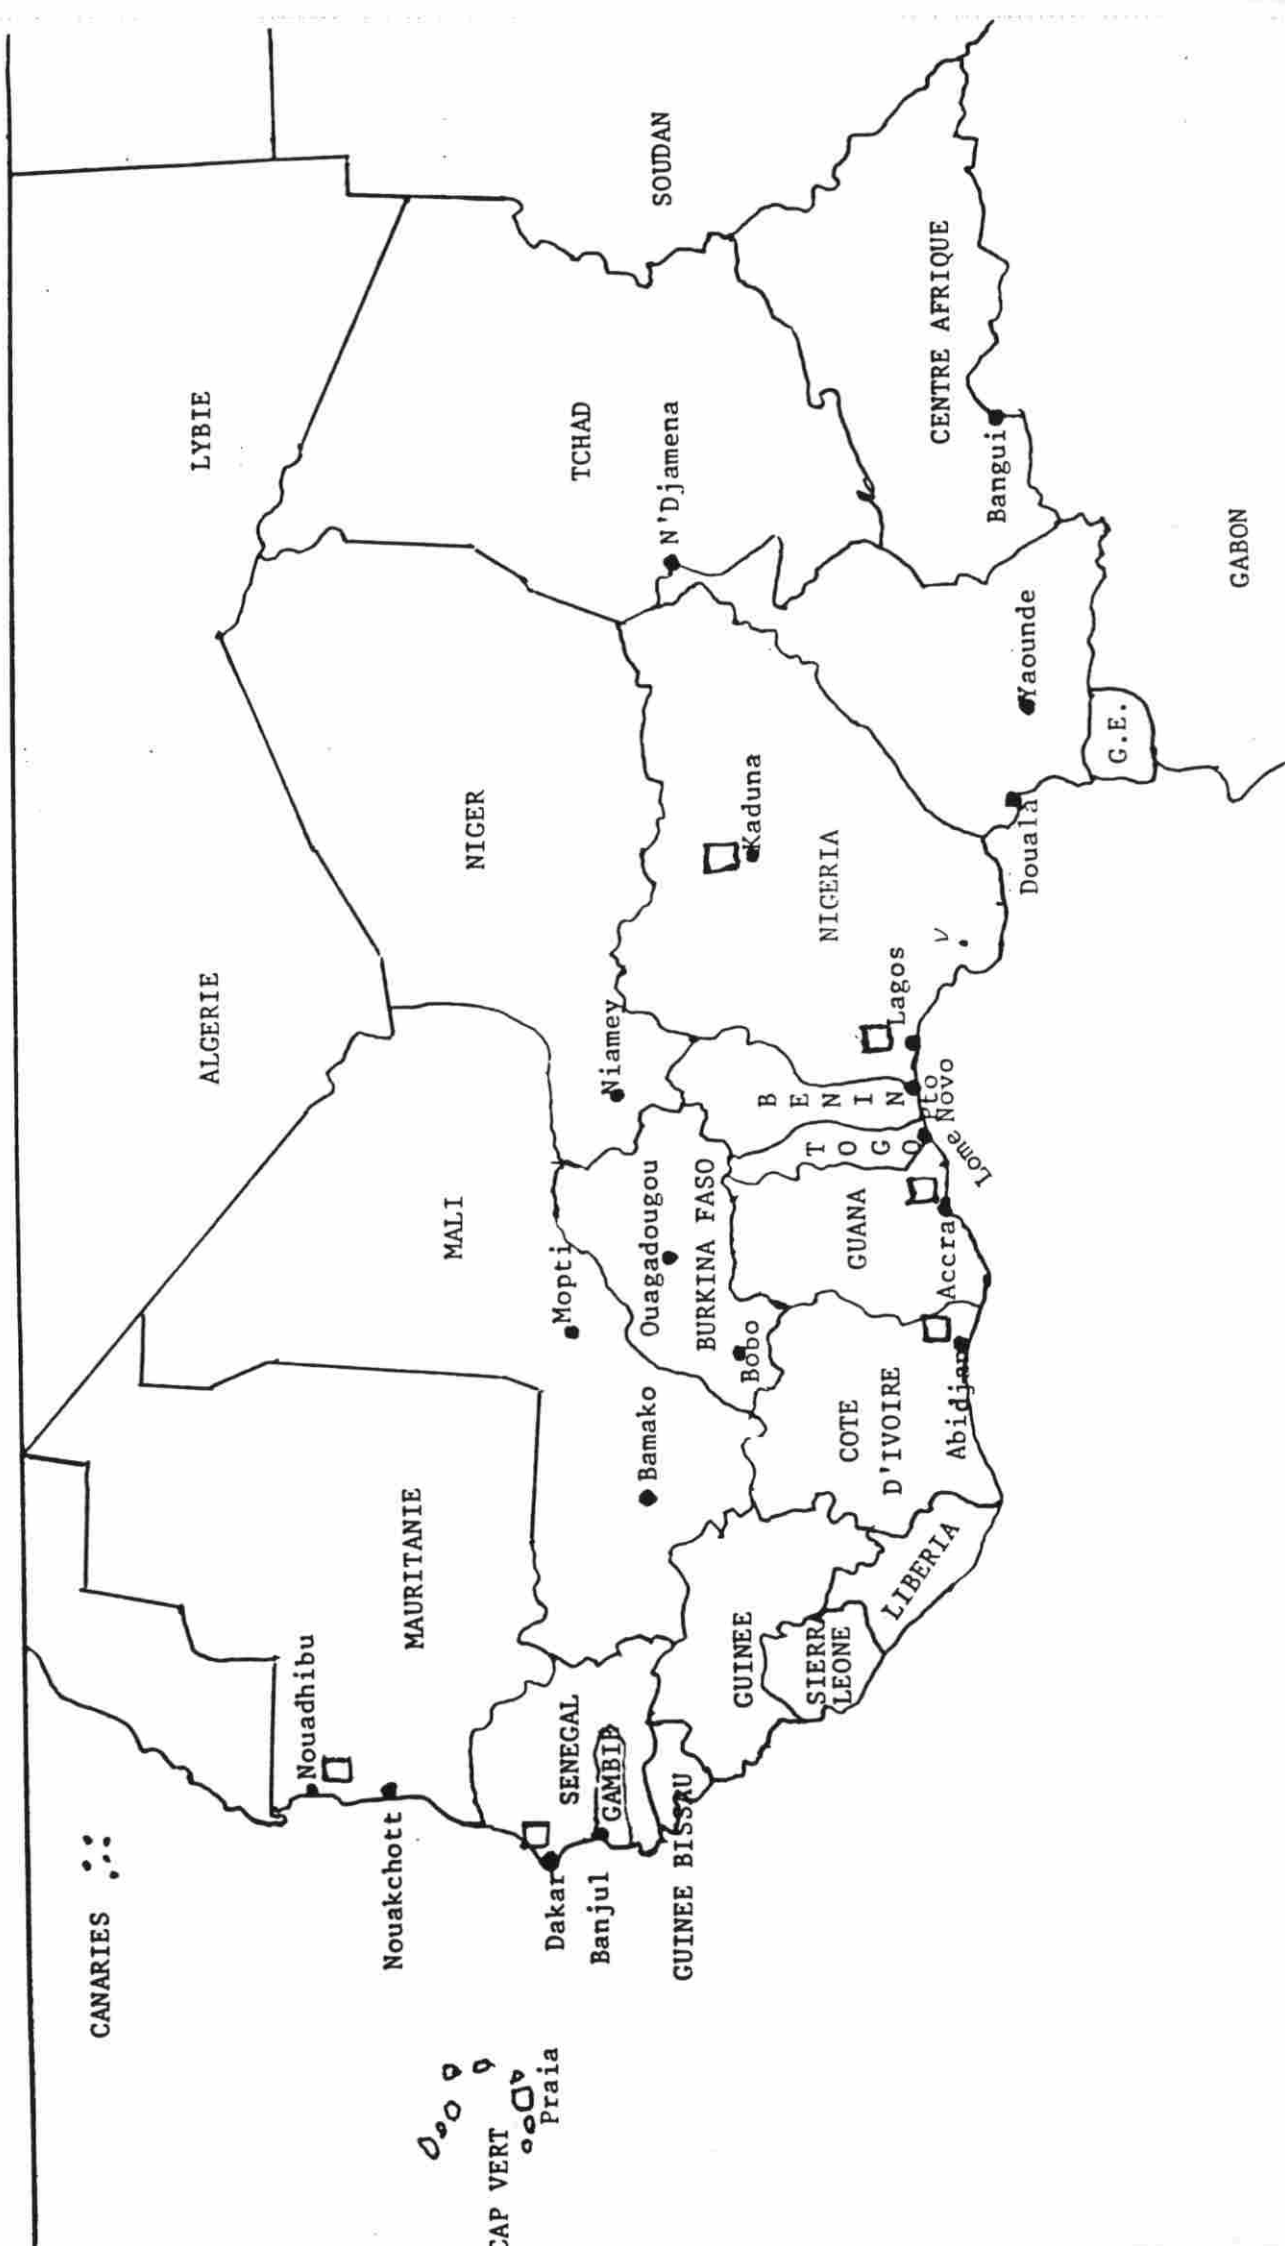 CANARIES
ALGERIE
LYBIE
Nouadhibu
Nouakchott
MAURITANIE
MALI
NIGER
TCHAD
SOUDAN
CAP VERT
Praia
Dakar
SENEGAL
Banjul
GAMBIE
GUINEE BISSAU
Mopti
Niamey
Bamako
Ouagadougou
BURKINA FASO
Bobo
N'Djamena
Kaduna
NIGERIA
GUINEE
SIERRA
LEONE
LIBERIA
COTE
D'IVOIRE
Abidjan
GUANA
Accra
TOGO
Lome
BENIN
Pto
Novo
Lagos
V
CENTRE AFRIQUE
Bangui
Yaounde
Douala
G.E.
GABON